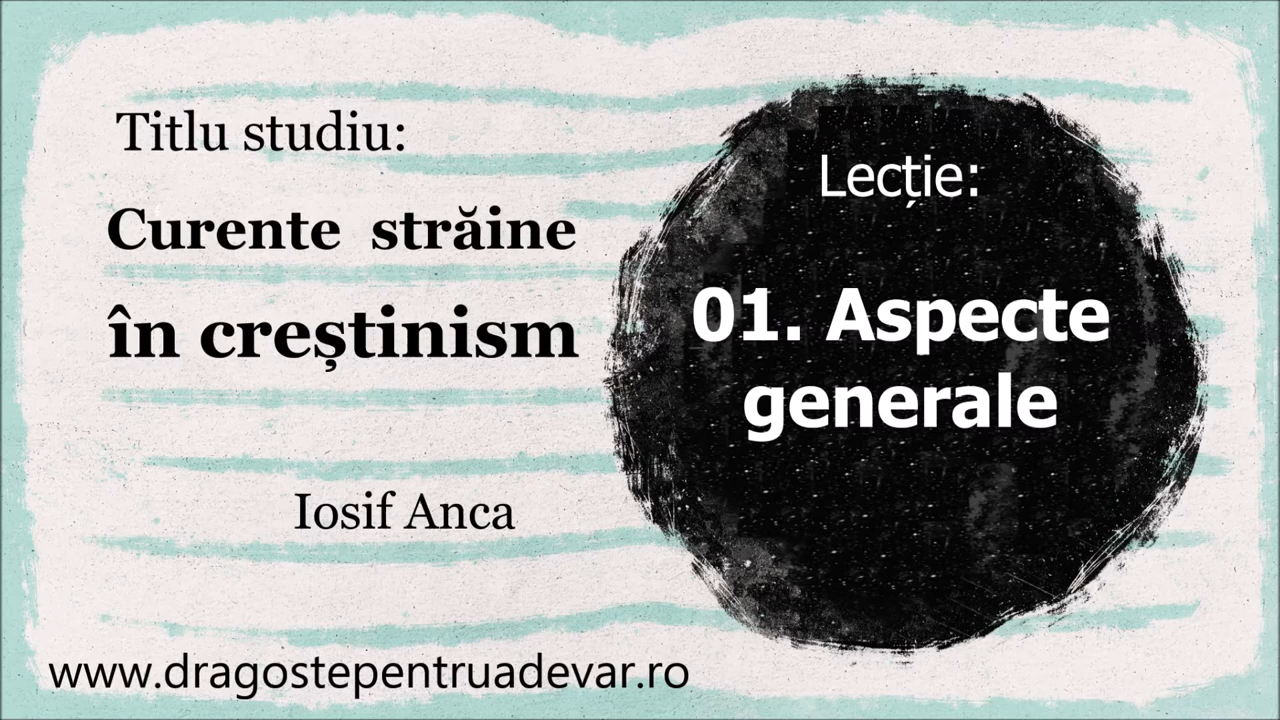 Titlu studiu:
Curente străine
în creștinism
Iosif Anca
www.dragostepentruadevar.ro
Lecție:
01. Aspecte
generale